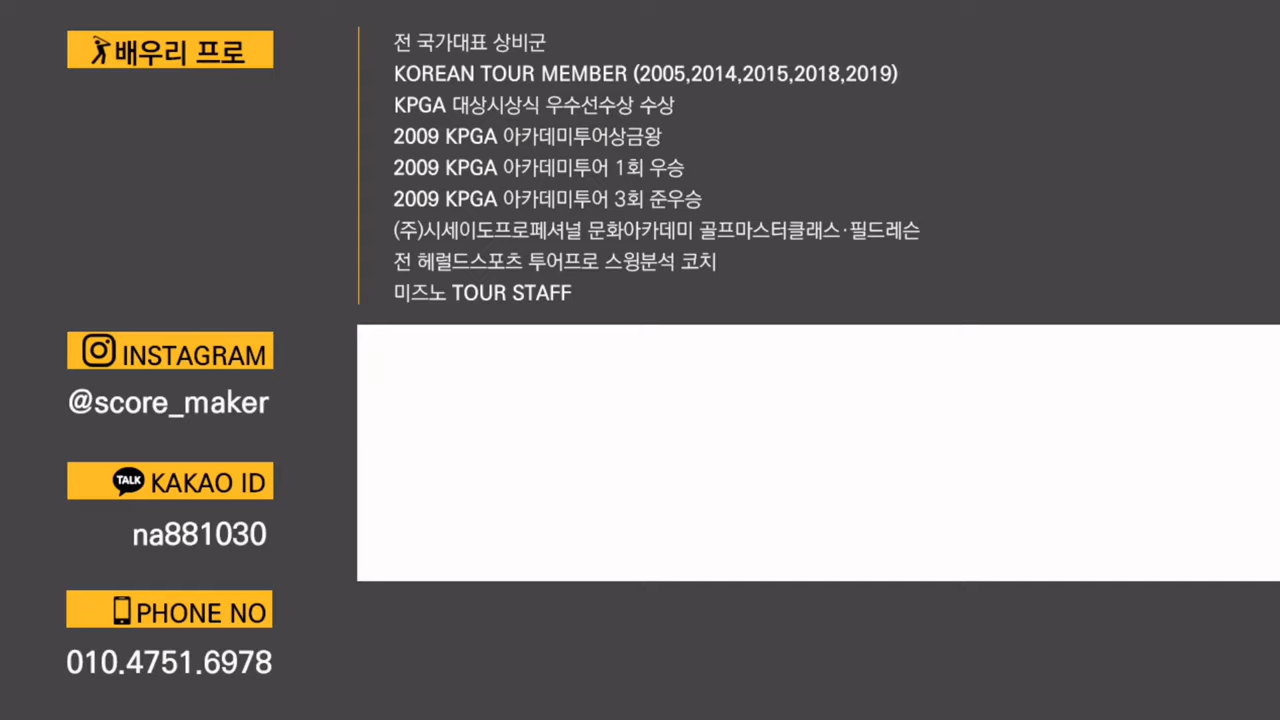 배우리 프로
전 국가대표 상비군
KOREAN TOUR MEMBER (2005,2014,2015,2018,2019)
KPGA 대상시상식 우수선수상 수상
2009 KPGA 아카데미투어상금왕
2009 KPGA 아카데미투어 1회 우승
2009 KPGA 아카데미투어 3회 준우승
(주)시세이도프로페셔널 문화아카데미 골프마스터클래스·필드레슨
전 헤럴드스포츠 투어프로 스윙분석 코치
미즈노 TOUR STAFF
INSTAGRAM
@score_maker
TALK KAKAO ID
na881030
PHONE NO
010.4751.6978